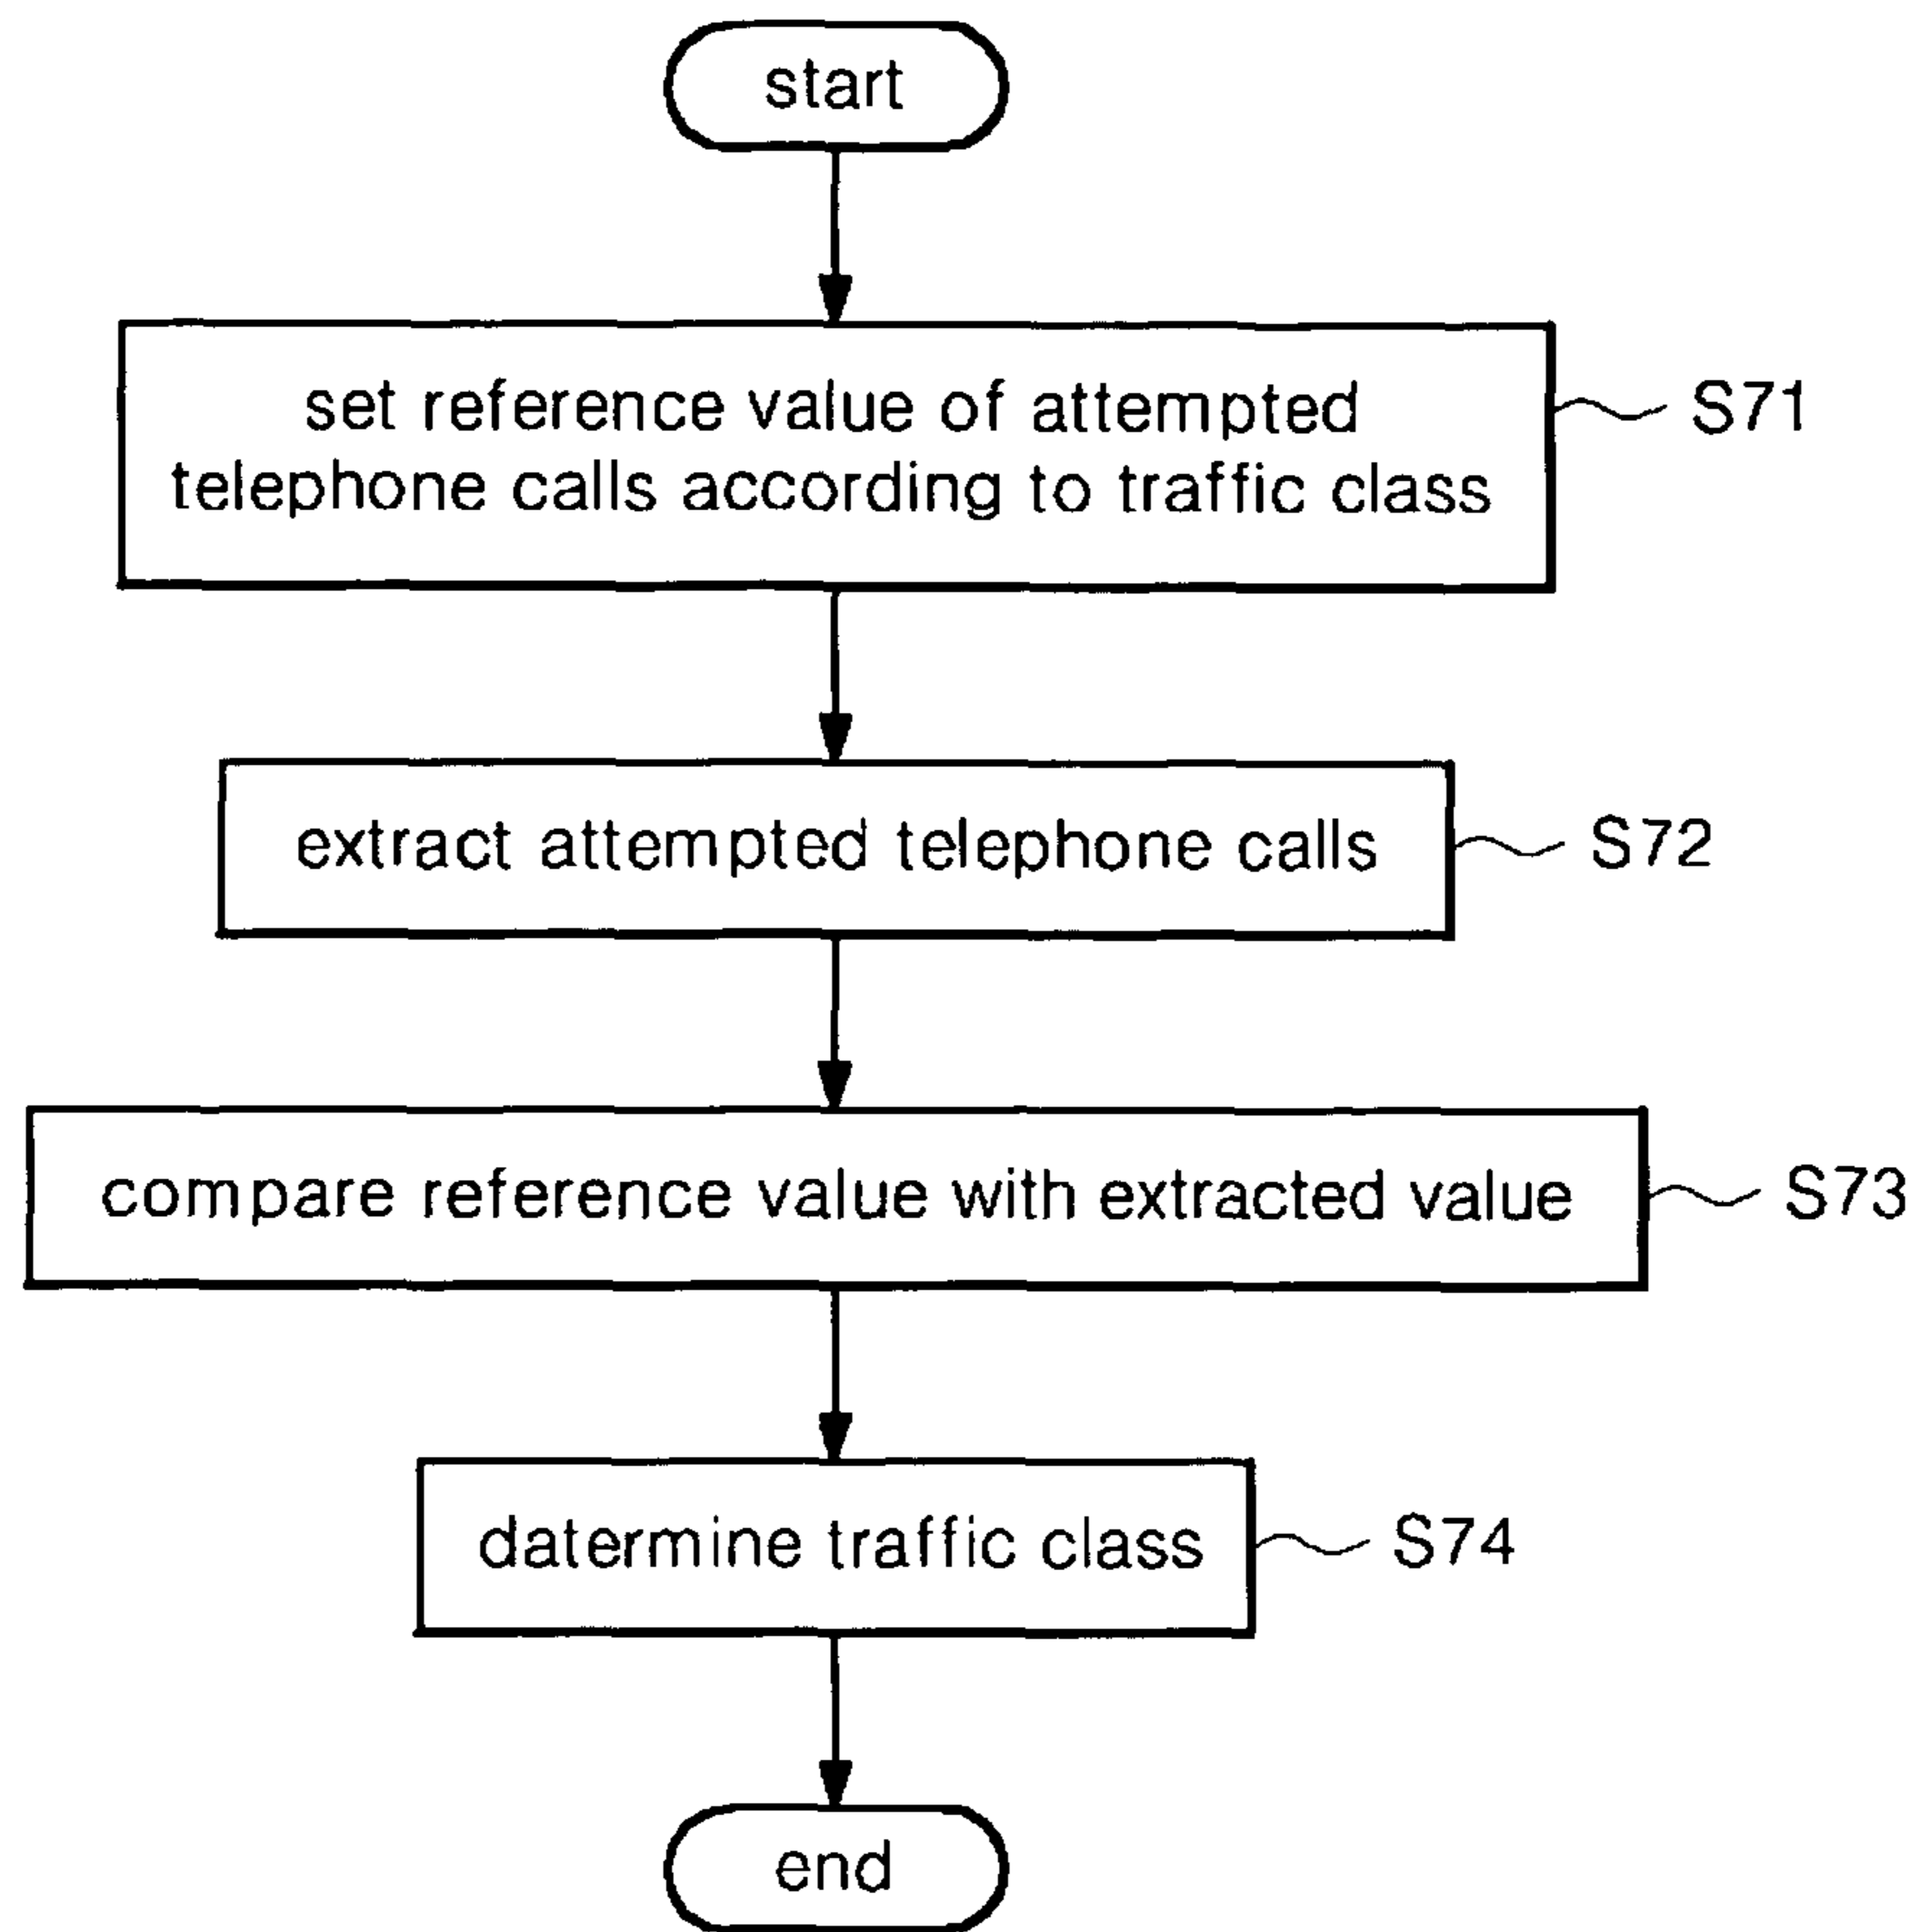 start
set reference value of attempted
telephone calls according to traffic class
S71
extract attempted telephone calls
S72
compare reference value with extracted value
S73
datermine traffic class
S74
end